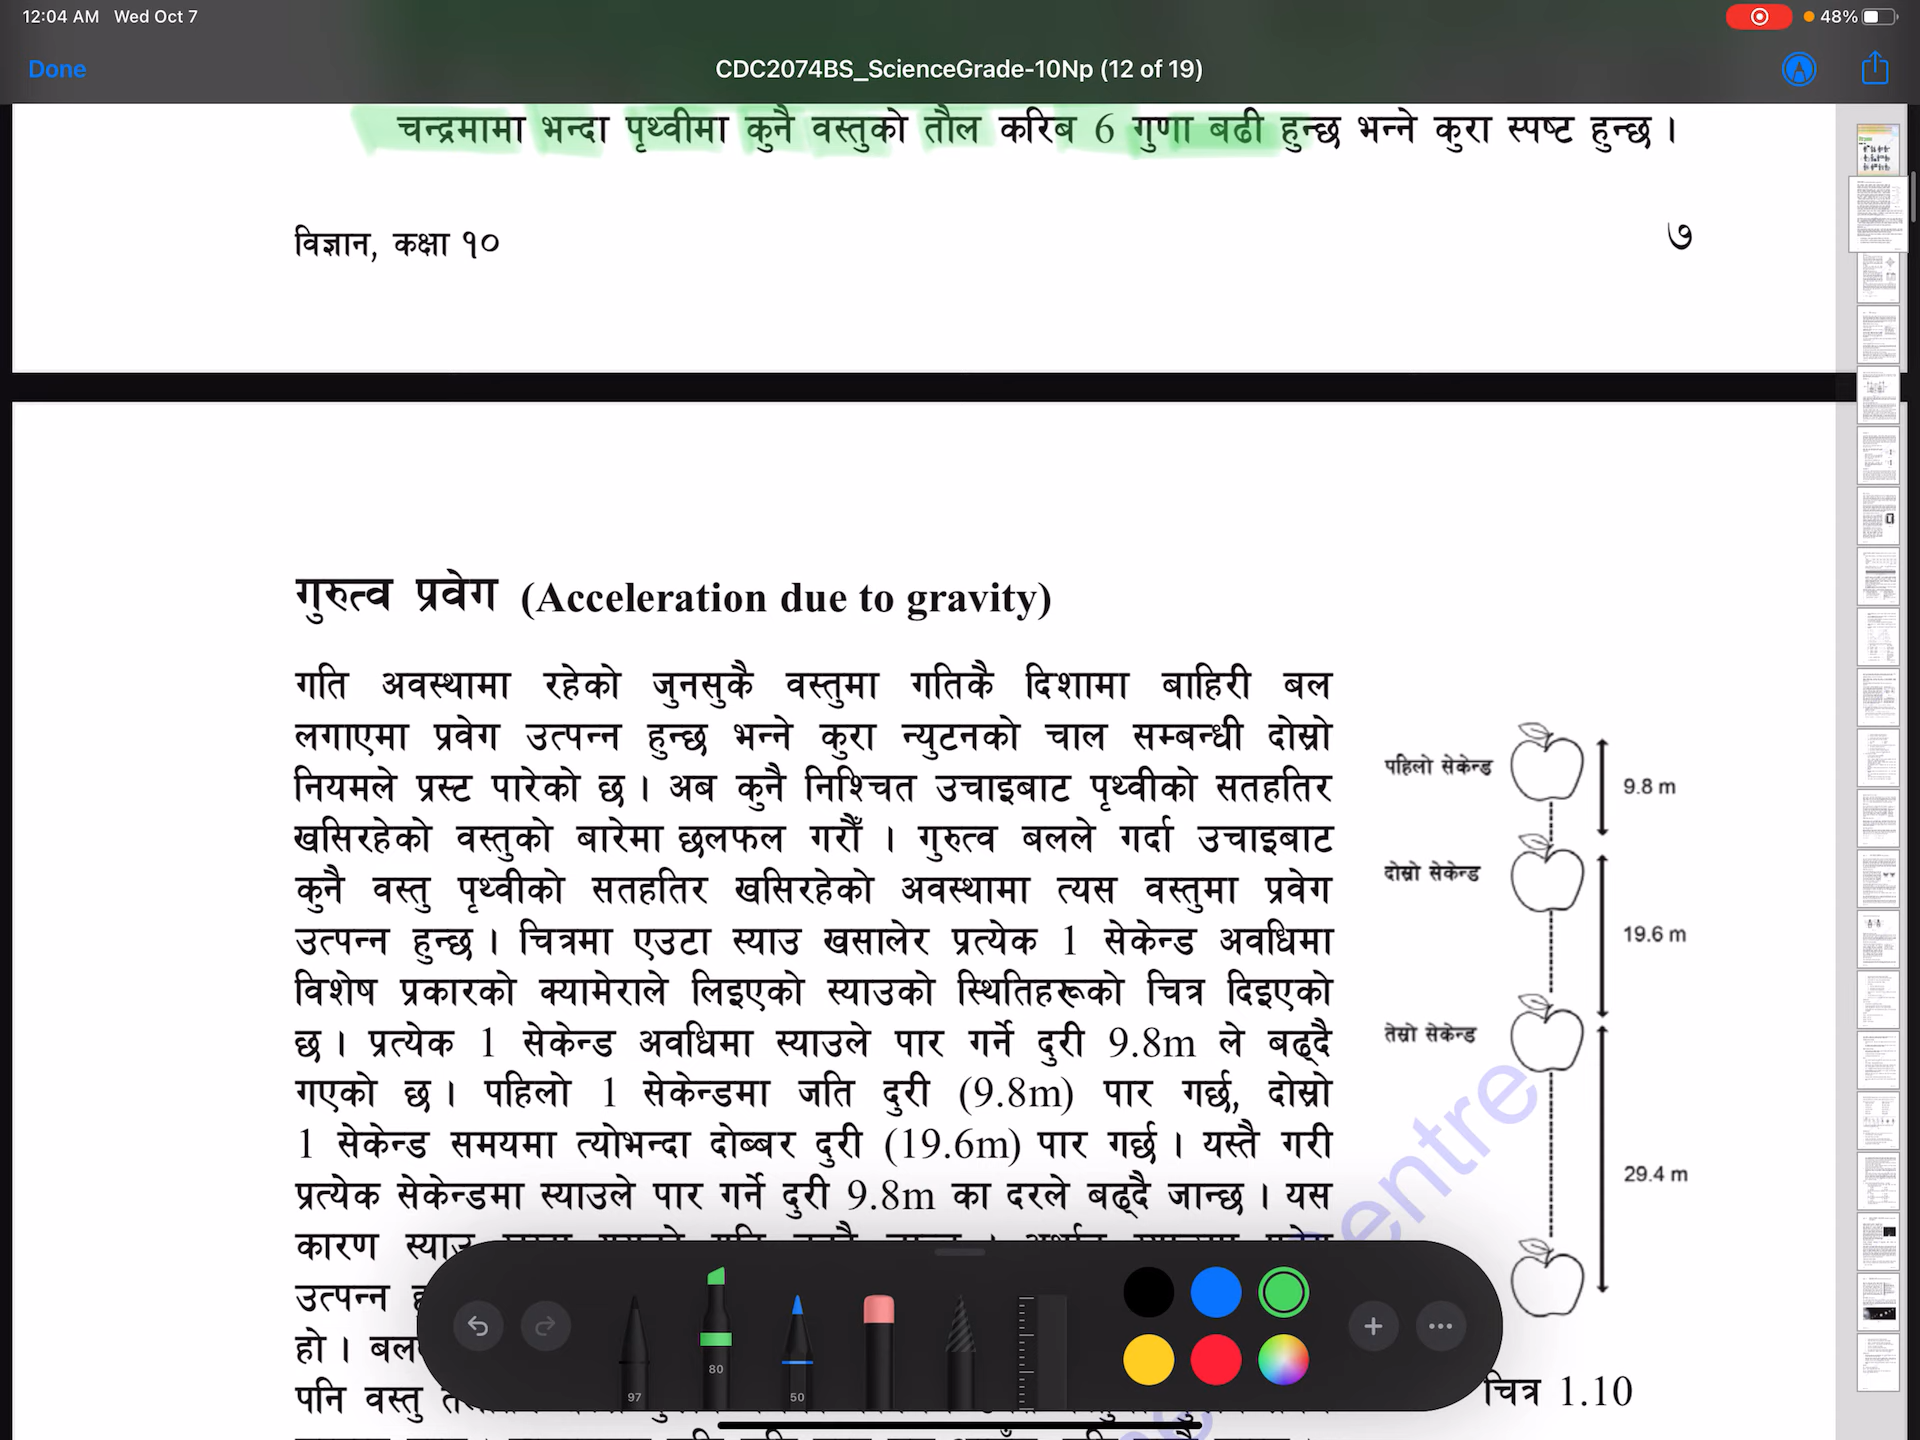 12:04 AM Wed Oct 7
48%
Done
CDC2074BS_ScienceGrade-10Np (12 of 19)
चन्द्रमामा भन्दा पृथ्वीमा कुनै वस्तुको तौल करिब 6 गुणा बढी हुन्छ भन्ने कुरा स्पष्ट हुन्छ ।
विज्ञान, कक्षा १०
७
गुरुत्व प्रवेग (Acceleration due to gravity)
गति अवस्थामा रहेको जुनसुकै वस्तुमा गतिकै दिशामा बाहिरी बल
लगाएमा प्रवेग उत्पन्न हुन्छ भन्ने कुरा न्युटनको चाल सम्बन्धी दोस्रो
नियमले प्रस्ट पारेको छ । अब कुनै निश्चित उचाइबाट पृथ्वीको सतहतिर
खसिरहेको वस्तुको बारेमा छलफल गरौँ । गुरुत्व बलले गर्दा उचाइबाट
कुनै वस्तु पृथ्वीको सतहतिर खसिरहेको अवस्थामा त्यस वस्तुमा प्रवेग
उत्पन्न हुन्छ । चित्रमा एउटा स्याउ खसालेर प्रत्येक 1 सेकेन्ड अवधिमा
विशेष प्रकारको क्यामेराले लिइएको स्याउको स्थितिहरूको चित्र दिइएको
छ । प्रत्येक 1 सेकेन्ड अवधिमा स्याउले पार गर्ने दुरी 9.8m ले बढ्दै
गएको छ । पहिलो 1 सेकेन्डमा जति दुरी (9.8m) पार गर्छ, दोस्रो
1 सेकेन्ड समयमा त्योभन्दा दोब्बर दुरी (19.6m) पार गर्छ । यस्तै गरी
प्रत्येक सेकेन्डमा स्याउले पार गर्ने दुरी 9.8m का दरले बढ्दै जान्छ । यस
कारण
उत्पन्न
हो ।
पनि वस्तु
पहिलो सेकेन्ड
9.8 m
दोस्रो सेकेन्ड
19.6 m
तेस्रो सेकेन्ड
29.4 m
चित्र 1.10
entre
97
80
50